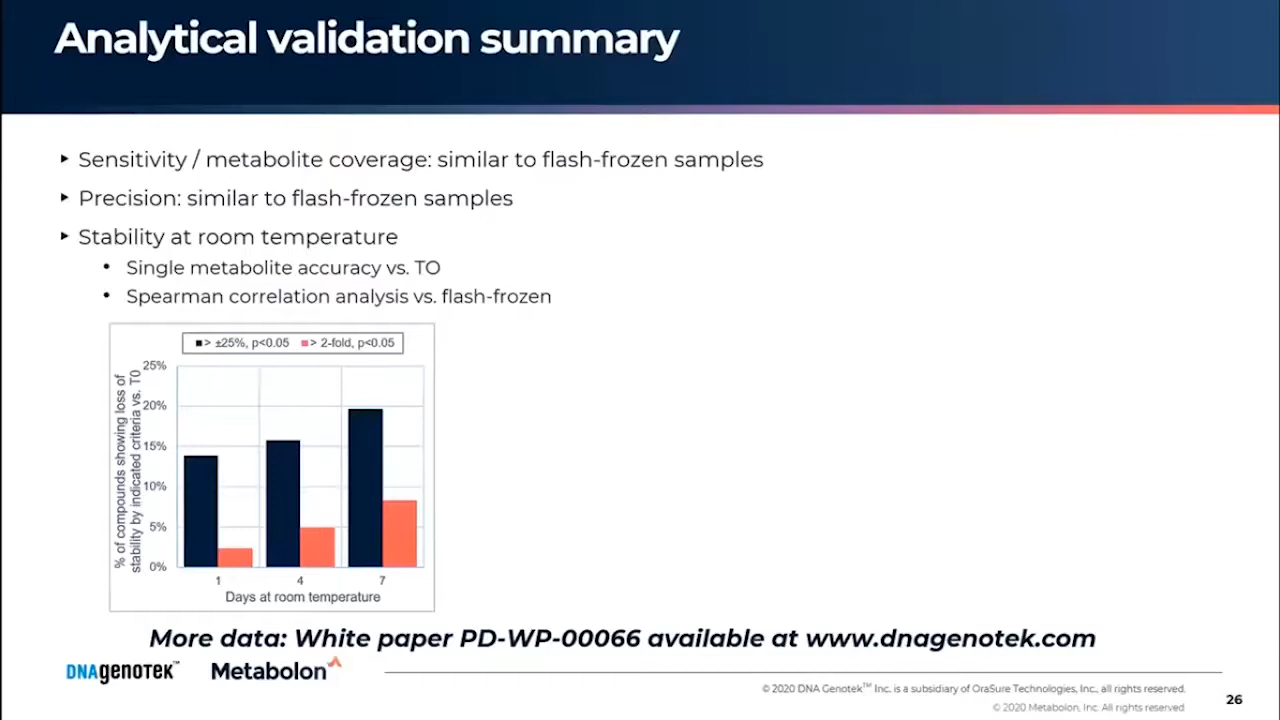 Analytical validation summary
‣ Sensitivity / metabolite coverage: similar to flash-frozen samples
‣ Precision: similar to flash-frozen samples
‣ Stability at room temperature
• Single metabolite accuracy vs. TO
• Spearman correlation analysis vs. flash-frozen
■> ±25%, p<0.05 ■> 2-fold, p<0.05
% of compounds showing loss of
stability by indicated criteria vs. T0
25%
20%
15%
10%
5%
0%
1 4 7
Days at room temperature
More data: White paper PD-WP-00066 available at www.dnagenotek.com
DNAgenotek™ Metabolon
© 2020 DNA Genotek™ Inc. is a subsidiary of OraSure Technologies, Inc., all rights reserved.
© 2020 Metabolon, Inc. All rights reserved.
26